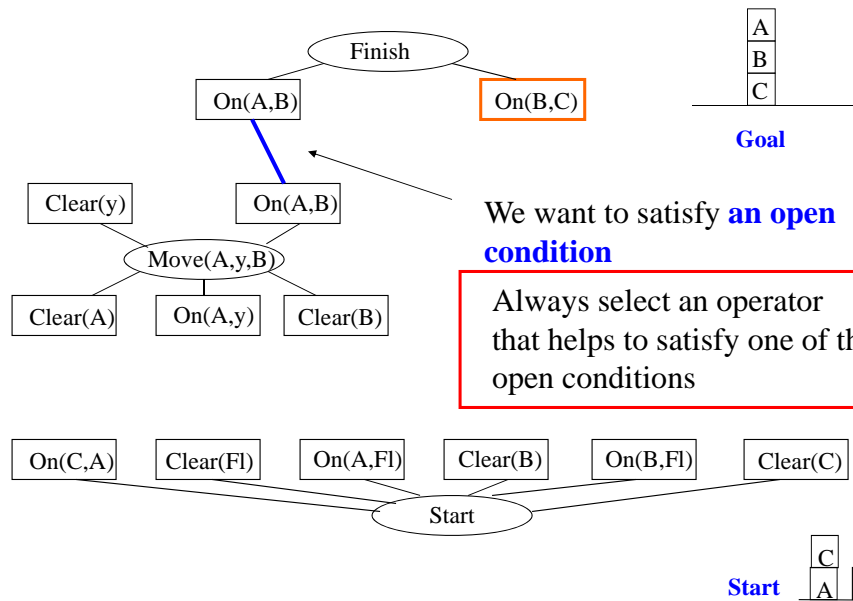 Finish
On(A,B)
On(B,C)
A
B
C
Goal
Clear(y)
On(A,B)
We want to satisfy an open
condition
Move(A,y,B)
Clear(A)
On(A,y)
Clear(B)
Always select an operator
that helps to satisfy one of th
open conditions
On(C,A)
Clear(Fl)
On(A,Fl)
Clear(B)
On(B,Fl)
Clear(C)
Start
C
Start
A